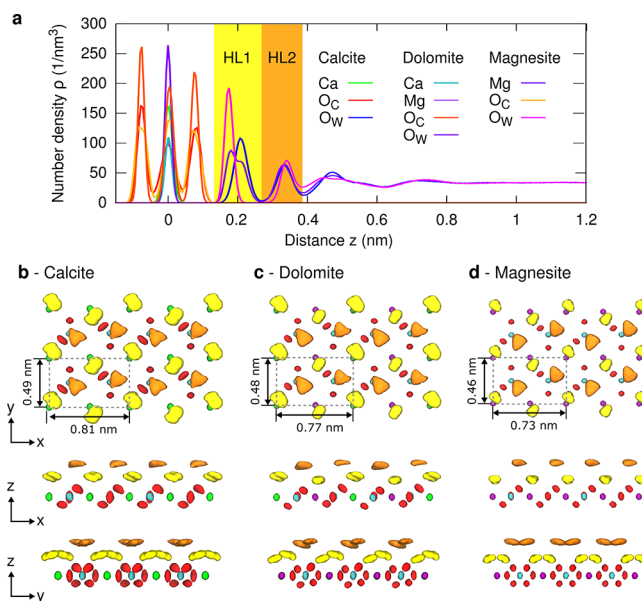 a
Number density ρ (1/nm³)
300
250
200
150
100
50
0
HL1
HL2
Calcite
Ca
O_C
O_W
Dolomite
Ca
Mg
O_C
O_W
Magnesite
Mg
O_C
O_W
0
0.2
0.4
0.6
0.8
1
1.2
Distance z (nm)
b - Calcite
c - Dolomite
d - Magnesite
0.49 nm
0.81 nm
0.48 nm
0.77 nm
0.46 nm
0.73 nm
y
x
z
x
z
y